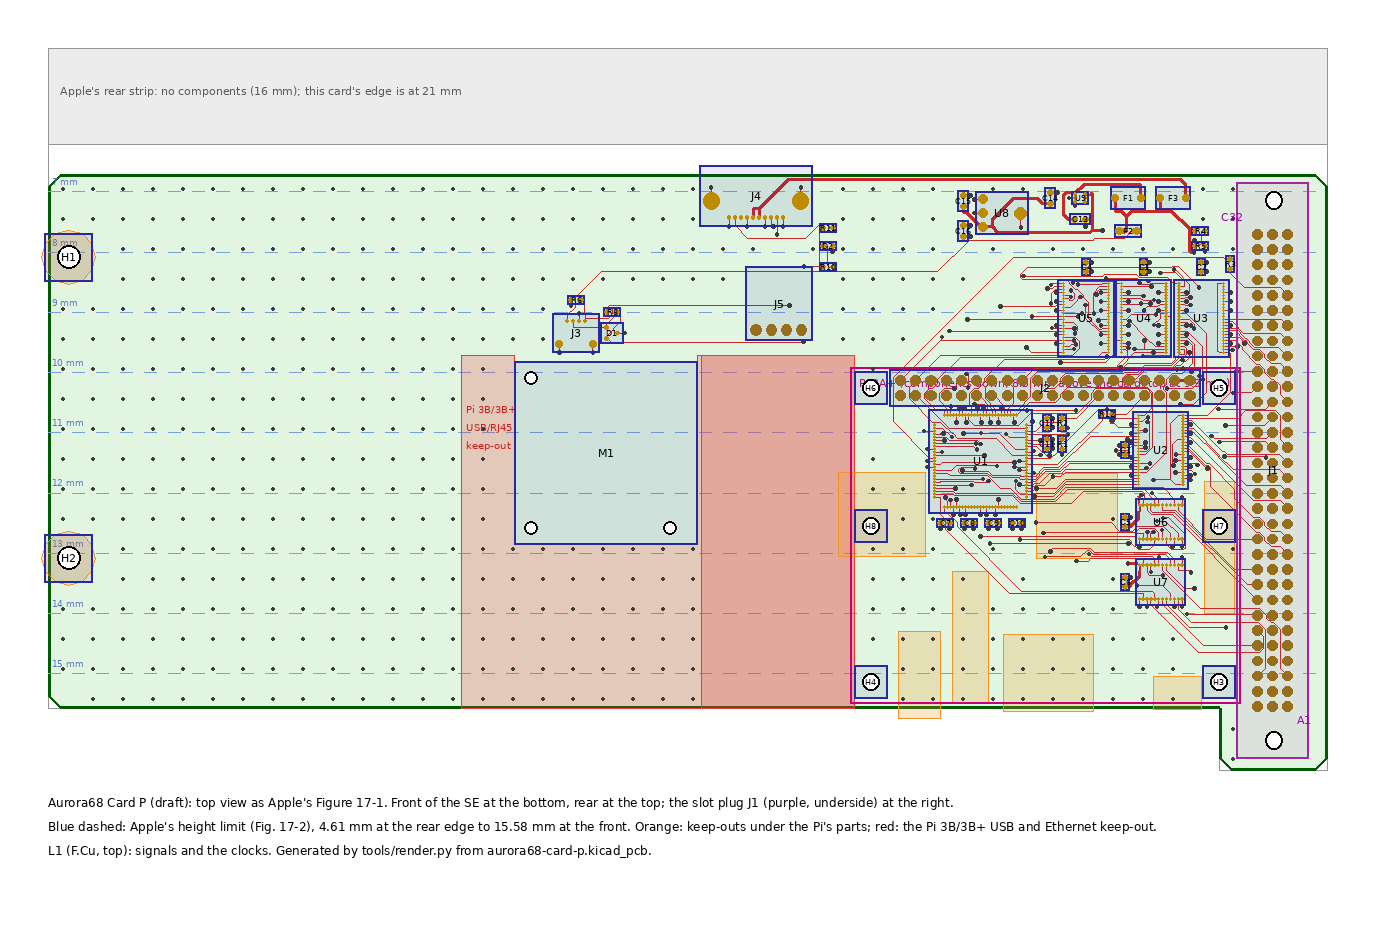 Apple's rear strip: no components (16 mm); this card's edge is at 21 mm
7 mm
J4
C14
U9
F1
F3
C15
U8
C13
C32
F2
8 mm
H1
9 mm
J5
J3
D1
U5
U4
U3
10 mm
H6
J2
H5
Pi 3B/3B+
11 mm
USB/RJ45
keep-out
M1
U2
U1
J1
12 mm
H8
U6
H7
13 mm
H2
U7
14 mm
15 mm
H4
H3
A1
Aurora68 Card P (draft): top view as Apple's Figure 17-1. Front of the SE at the bottom, rear at the top; the slot plug J1 (purple, underside) at the right.
Blue dashed: Apple's height limit (Fig. 17-2), 4.61 mm at the rear edge to 15.58 mm at the front. Orange: keep-outs under the Pi's parts; red: the Pi 3B/3B+ USB and Ethernet keep-out.
L1 (F.Cu, top): signals and the clocks. Generated by tools/render.py from aurora68-card-p.kicad_pcb.